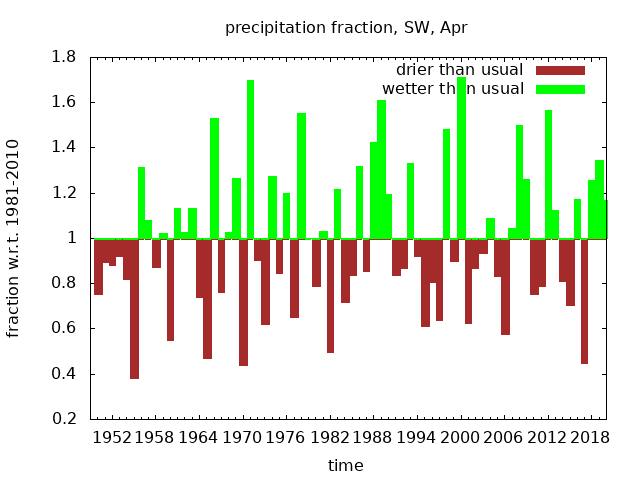 precipitation fraction, SW, Apr
drier than usual
wetter than usual
1.8
1.6
1.4
1.2
1
0.8
0.6
0.4
0.2
fraction w.r.t. 1981-2010
1952 1958 1964 1970 1976 1982 1988 1994 2000 2006 2012 2018
time